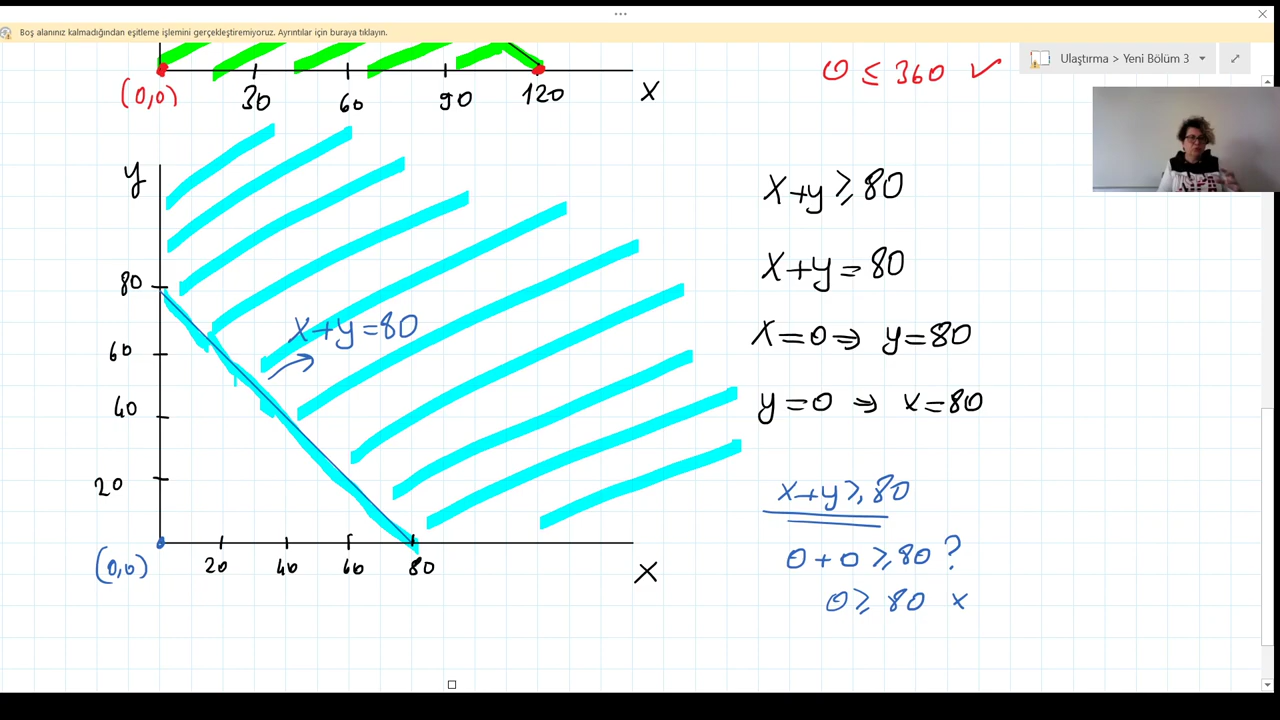 Boş alanınız kalmadığından eşitleme işlemini gerçekleştiremiyoruz. Ayrıntılar için buraya tıklayın.
Ulaştırma > Yeni Bölüm 3
0 ≤ 360 ✓
(0,0) 30 60 90 120 x
y
80
60
40
20
(0,0) 20 40 60 80 x
x+y=80
x+y≥80
x+y=80
x=0 ⇒ y=80
y=0 ⇒ x=80
x+y≥80
0+0≥80?
0≥80 x